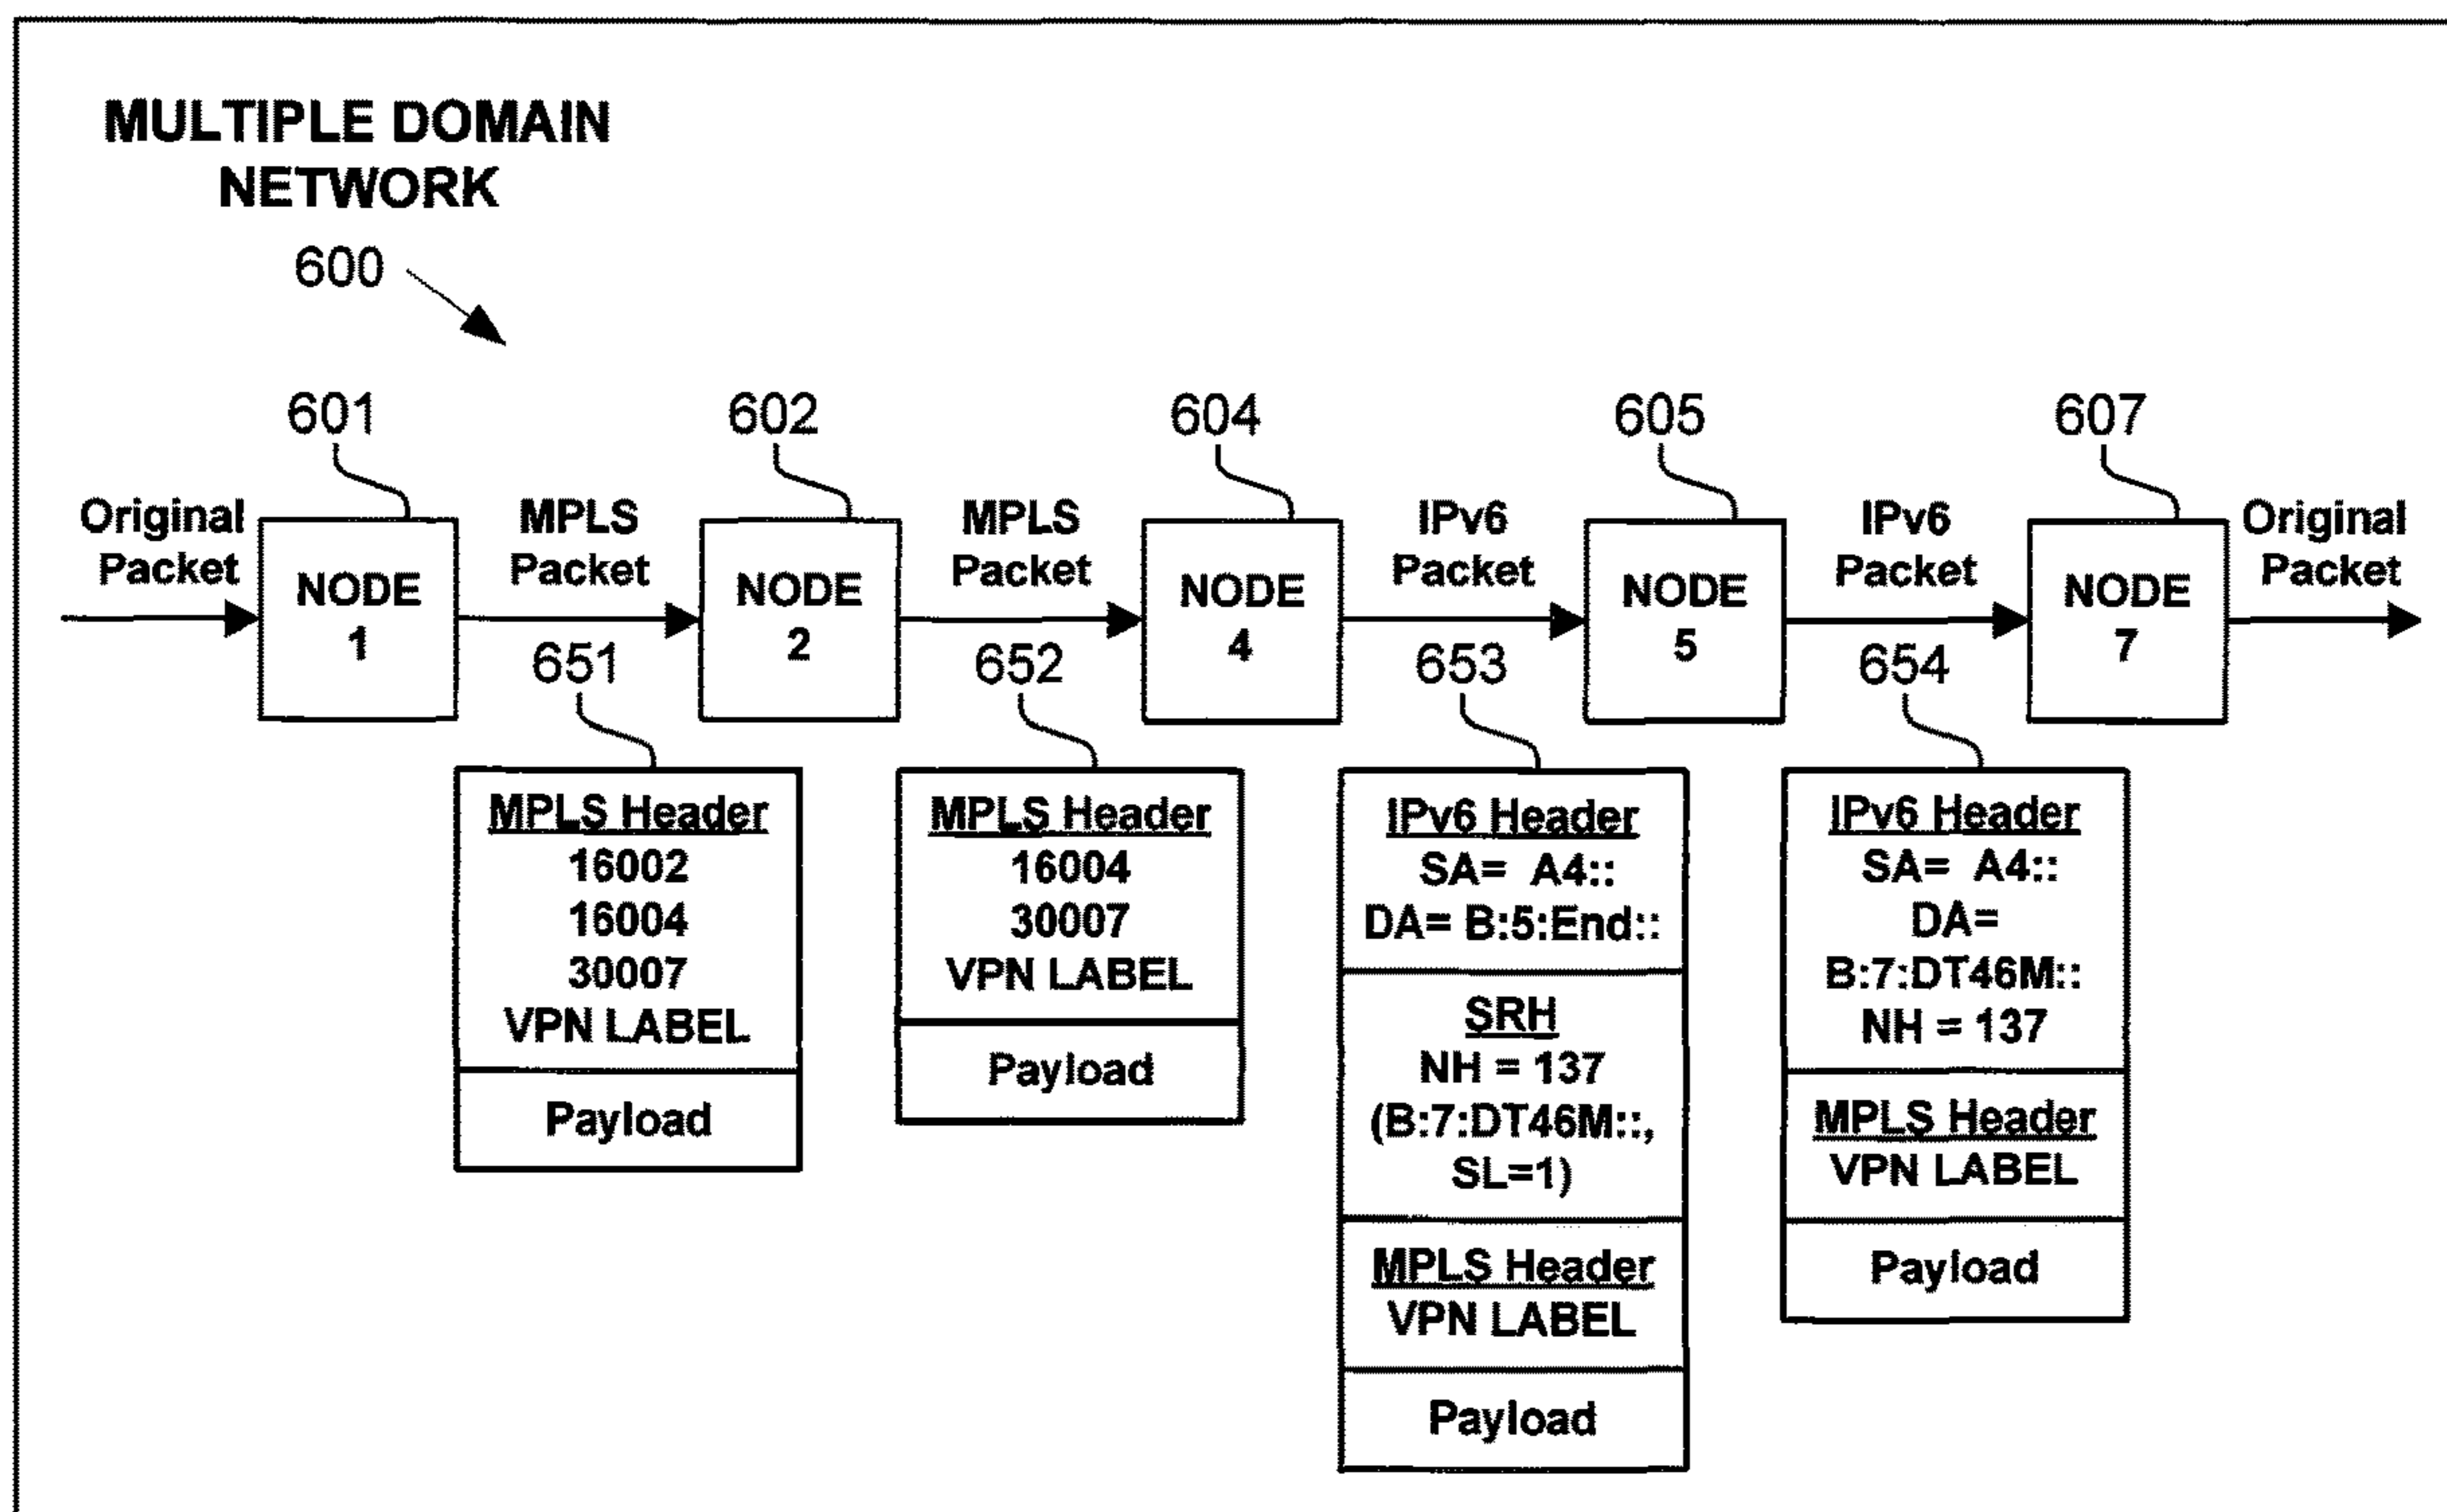 MULTIPLE DOMAIN
NETWORK
600
601
602
604
605
607
Original
Packet
NODE
1
MPLS
Packet
651
NODE
2
MPLS
Packet
652
NODE
4
IPv6
Packet
653
NODE
5
IPv6
Packet
654
NODE
7
Original
Packet
MPLS Header
16002
16004
30007
VPN LABEL
Payload
MPLS Header
16004
30007
VPN LABEL
Payload
IPv6 Header
SA= A4::
DA= B:5:End::
SRH
NH = 137
(B:7:DT46M::,
SL=1)
MPLS Header
VPN LABEL
Payload
IPv6 Header
SA= A4::
DA=
B:7:DT46M::
NH = 137
MPLS Header
VPN LABEL
Payload